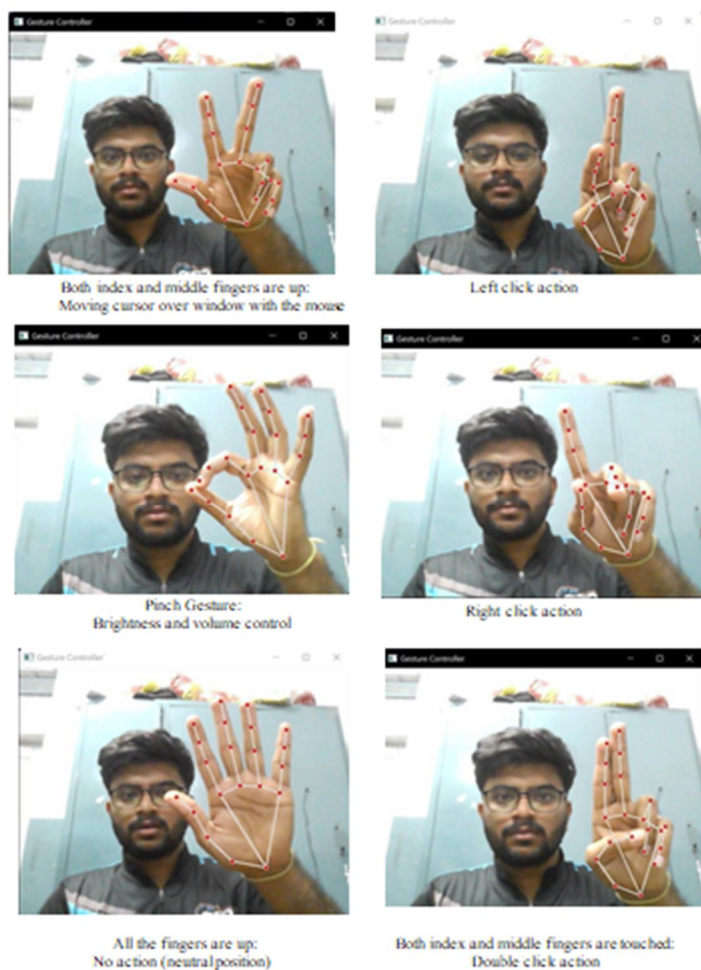 Gesture Controller
Gesture Controller
Both index and middle fingers are up:
Moving cursor over window with the mouse
Left click action
Gesture Controller
Gesture Controller
Pinch Gesture:
Brightness and volume control
Right click action
Gesture Controller
Gesture Controller
All the fingers are up:
No action (neutral position)
Both index and middle fingers are touched:
Double click action